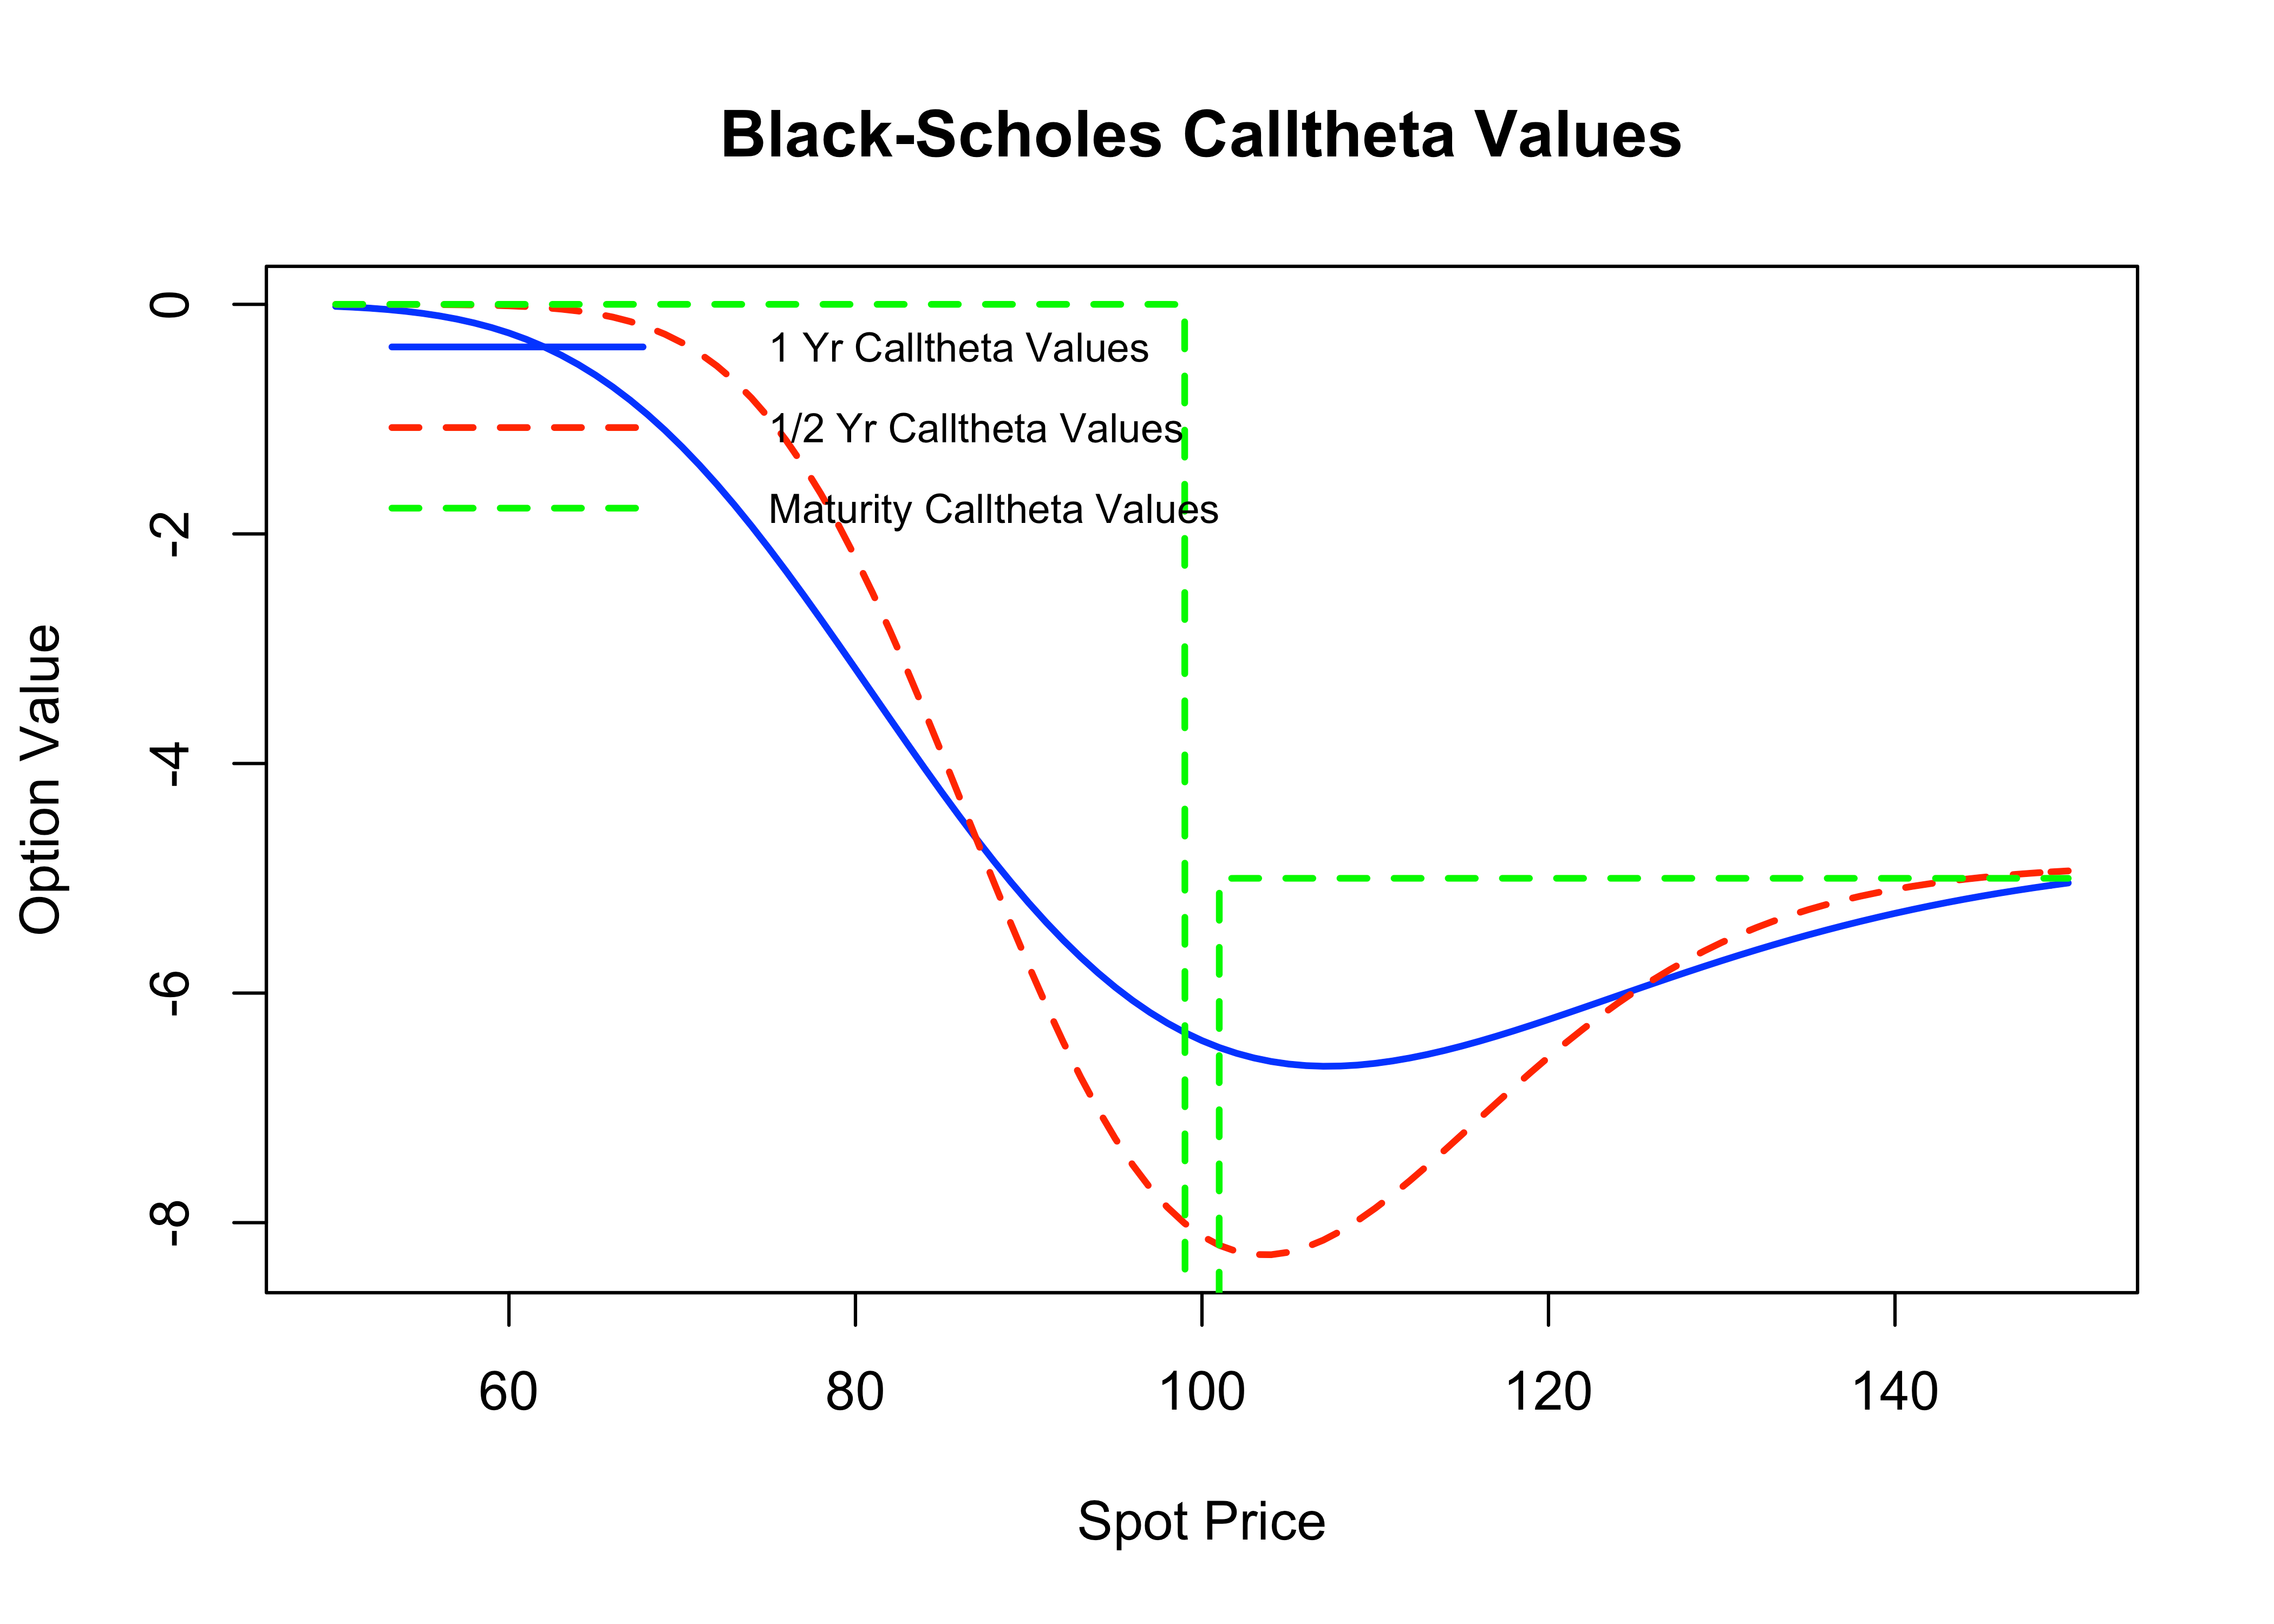 Black-Scholes Calltheta Values
1 Yr Calltheta Values
1/2 Yr Calltheta Values
Maturity Calltheta Values
Option Value
0
-2
-4
-6
-8
60 80 100 120 140
Spot Price